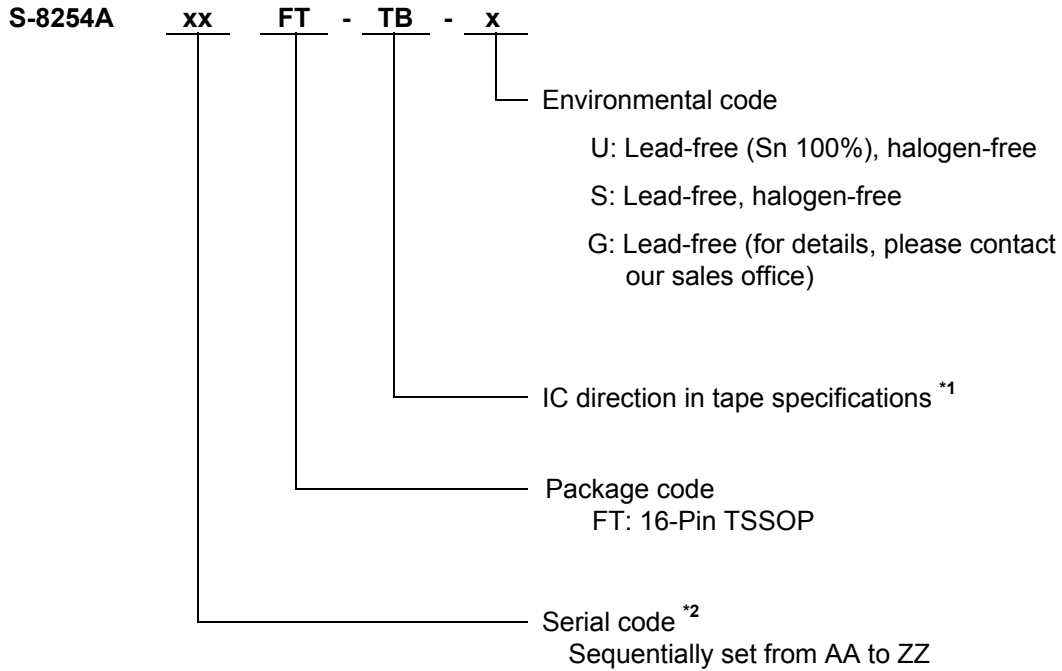 S-8254A xx FT - TB - x
Environmental code
U: Lead-free (Sn 100%), halogen-free
S: Lead-free, halogen-free
G: Lead-free (for details, please contact
our sales office)
IC direction in tape specifications *1
Package code
FT: 16-Pin TSSOP
Serial code *2
Sequentially set from AA to ZZ